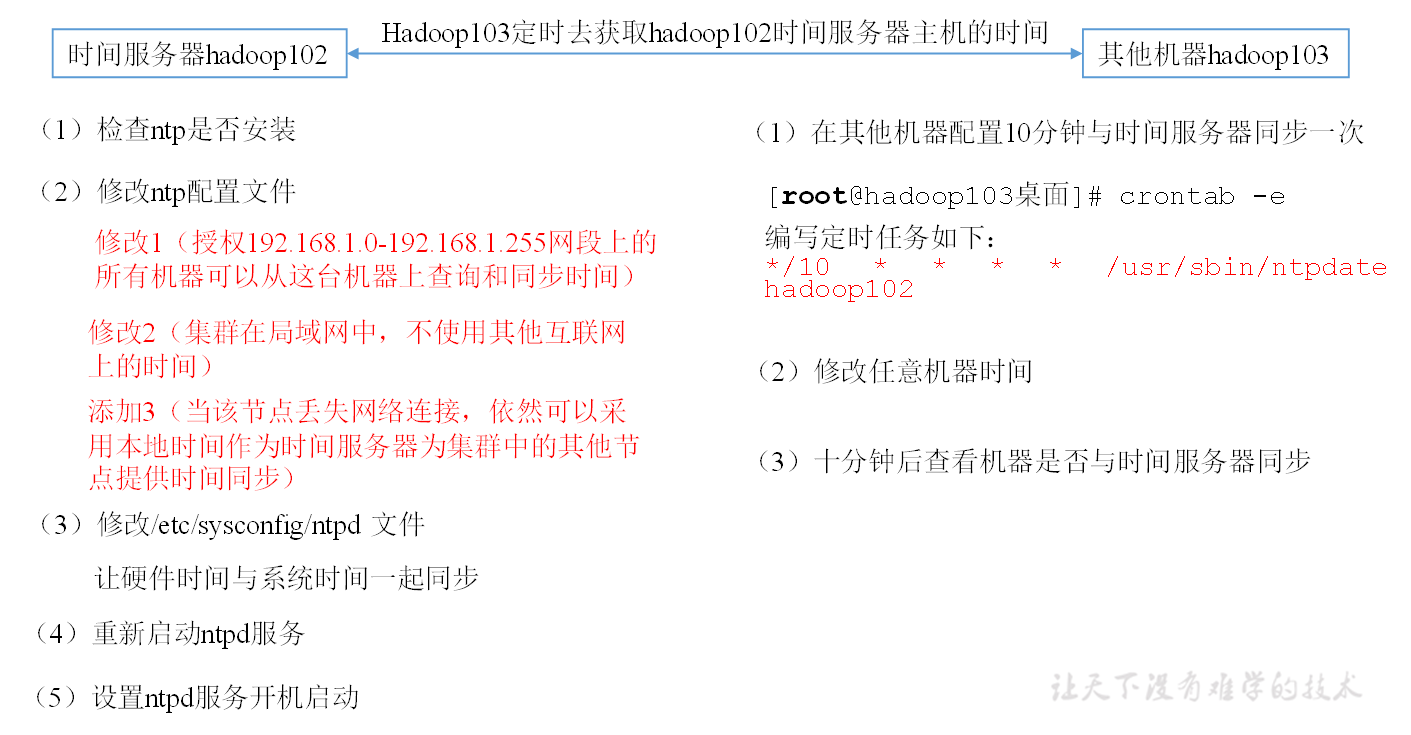 Hadoop103定时去获取hadoop102时间服务器主机的时间
时间服务器hadoop102
其他机器hadoop103
（1）检查ntp是否安装
（2）修改ntp配置文件
修改1（授权192.168.1.0-192.168.1.255网段上的
所有机器可以从这台机器上查询和同步时间）
修改2（集群在局域网中，不使用其他互联网
上的时间）
添加3（当该节点丢失网络连接，依然可以采
用本地时间作为时间服务器为集群中的其他节
点提供时间同步）
（3）修改/etc/sysconfig/ntpd 文件
让硬件时间与系统时间一起同步
（4）重新启动ntpd服务
（5）设置ntpd服务开机启动
（1）在其他机器配置10分钟与时间服务器同步一次
[root@hadoop103桌面]# crontab -e
编写定时任务如下：
*/10 * * * * /usr/sbin/ntpdate
hadoop102
（2）修改任意机器时间
（3）十分钟后查看机器是否与时间服务器同步
让天下没有难学的技术